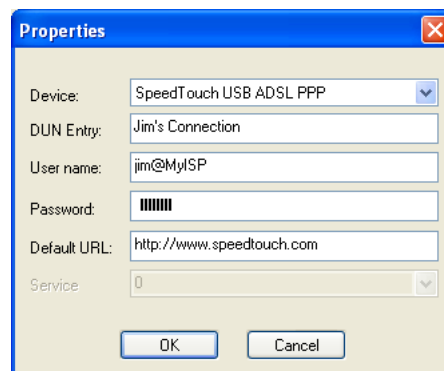 Properties
Device: SpeedTouch USB ADSL PPP
DUN Entry: Jim's Connection
User name: jim@MyISP
Password:
Default URL: http://www.speedtouch.com
Service 0
OK Cancel